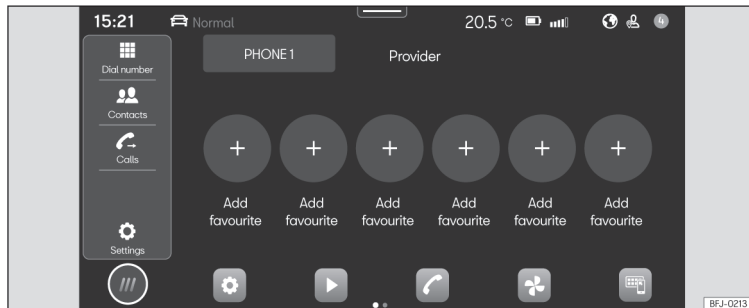 15:21
Normal
20.5 °C
4
Dial number
Contacts
Calls
Settings
PHONE 1
Provider
Add
favourite
Add
favourite
Add
favourite
Add
favourite
Add
favourite
Add
favourite
BFJ-0213